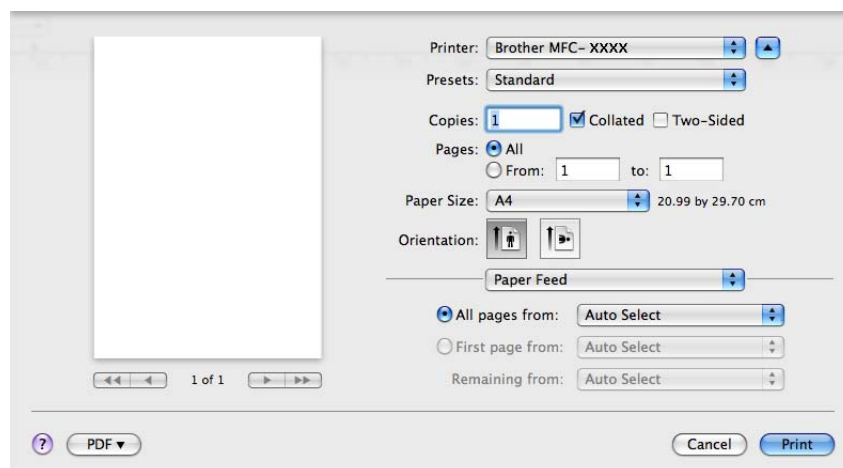 Printer: Brother MFC- XXXX
Presets: Standard
Copies: 1 Collated Two-Sided
Pages: All
From: 1 to: 1
Paper Size: A4 20.99 by 29.70 cm
Orientation:
Paper Feed
All pages from: Auto Select
First page from: Auto Select
Remaining from: Auto Select
1 of 1
? PDF Cancel Print